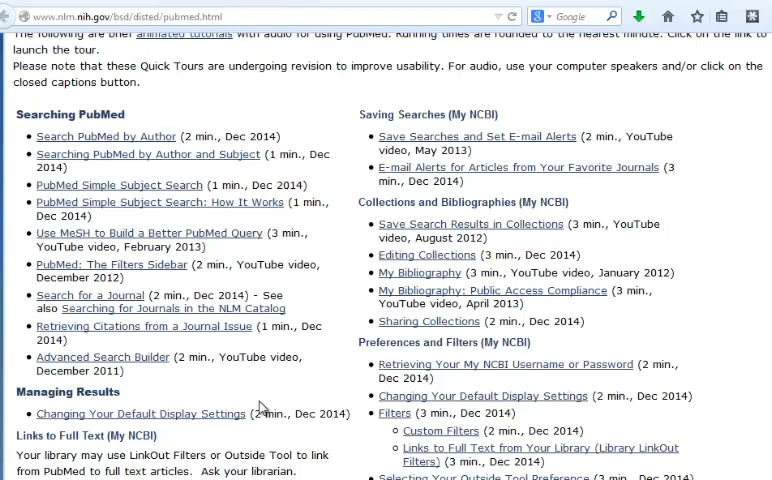 www.nlm.nih.gov/bsd/disted/pubmed.html
Google
The following are brief animated tutorials with audio for using PubMed. Running times are rounded to the nearest minute. Click on the link to
launch the tour.
Please note that these Quick Tours are undergoing revision to improve usability. For audio, use your computer speakers and/or click on the
closed captions button.
Searching PubMed
Search PubMed by Author (2 min., Dec 2014)
Searching PubMed by Author and Subject (1 min., Dec
2014)
PubMed Simple Subject Search (1 min., Dec 2014)
PubMed Simple Subject Search: How It Works (1 min.,
Dec 2014)
Use MeSH to Build a Better PubMed Query (3 min.,
YouTube video, February 2013)
PubMed: The Filters Sidebar (2 min., YouTube video,
December 2012)
Search for a Journal (2 min., Dec 2014) - See
also Searching for Journals in the NLM Catalog
Retrieving Citations from a Journal Issue (1 min., Dec
2014)
Advanced Search Builder (2 min., YouTube video,
December 2011)
Managing Results
Changing Your Default Display Settings (2 min., Dec 2014)
Links to Full Text (My NCBI)
Your library may use LinkOut Filters or Outside Tool to link
from PubMed to full text articles. Ask your librarian.
Saving Searches (My NCBI)
Save Searches and Set E-mail Alerts (2 min., YouTube
video, May 2013)
E-mail Alerts for Articles from Your Favorite Journals (3
min., Dec 2014)
Collections and Bibliographies (My NCBI)
Save Search Results in Collections (3 min., YouTube
video, August 2012)
Editing Collections (3 min., Dec 2014)
My Bibliography (3 min., YouTube video, January 2012)
My Bibliography: Public Access Compliance (3 min.,
YouTube video, April 2013)
Sharing Collections (2 min., Dec 2014)
Preferences and Filters (My NCBI)
Retrieving Your My NCBI Username or Password (2 min.,
Dec 2014)
Changing Your Default Display Settings (2 min., Dec 2014)
Filters (3 min., Dec 2014)
Custom Filters (2 min., Dec 2014)
Links to Full Text from Your Library (Library LinkOut
Filters) (3 min., Dec 2014)
Selecting Your Outside Tool Preference (3 min., Dec 2014)